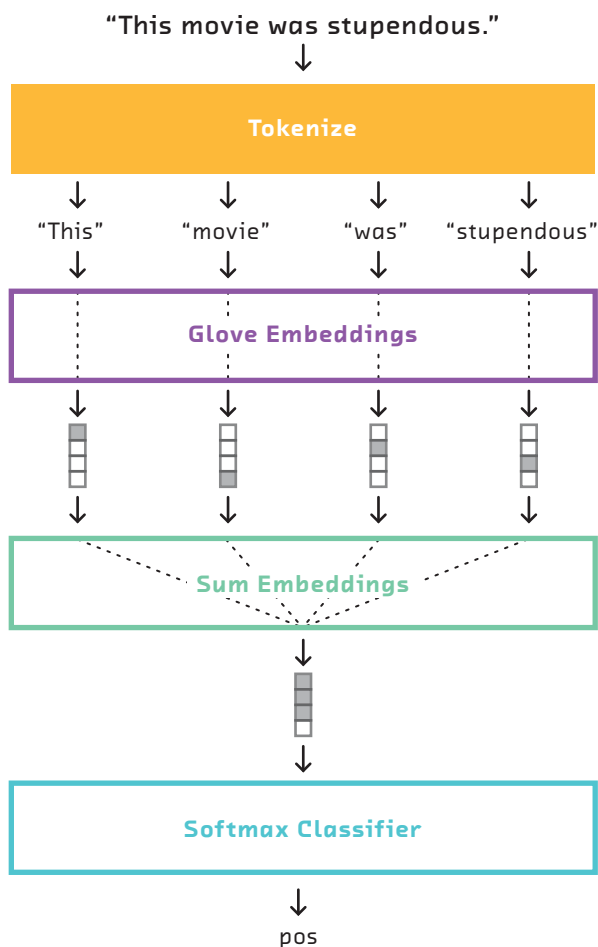 “This movie was stupendous.”
Tokenize
“This” “movie” “was” “stupendous”
Glove Embeddings
Sum Embeddings
Softmax Classifier
pos